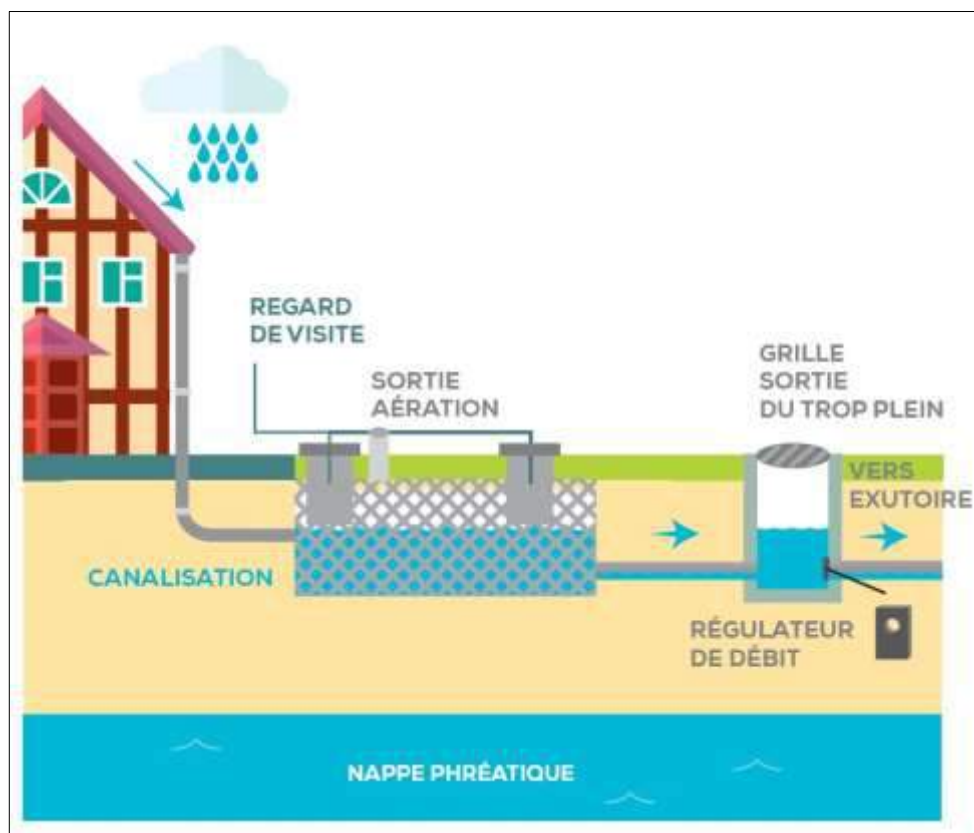 REGARD
DE VISITE
SORTIE
AÉRATION
GRILLE
SORTIE
DU TROP PLEIN
VERS
EXUTOIRE
CANALISATION
RÉGULATEUR
DE DÉBIT
NAPPE PHRÉATIQUE